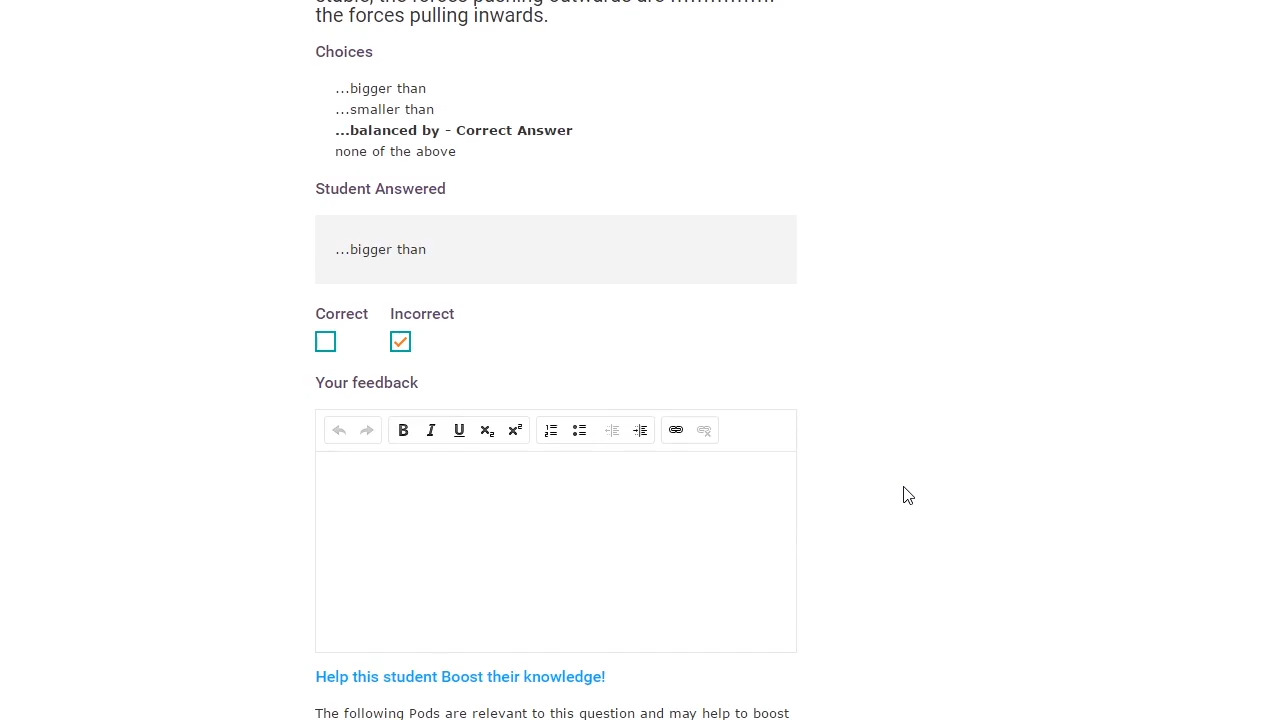 the forces pulling inwards.
Choices
...bigger than
...smaller than
...balanced by - Correct Answer
none of the above
Student Answered
...bigger than
Correct Incorrect
Your feedback
B I U x₂ x²
Help this student Boost their knowledge!
The following Pods are relevant to this question and may help to boost